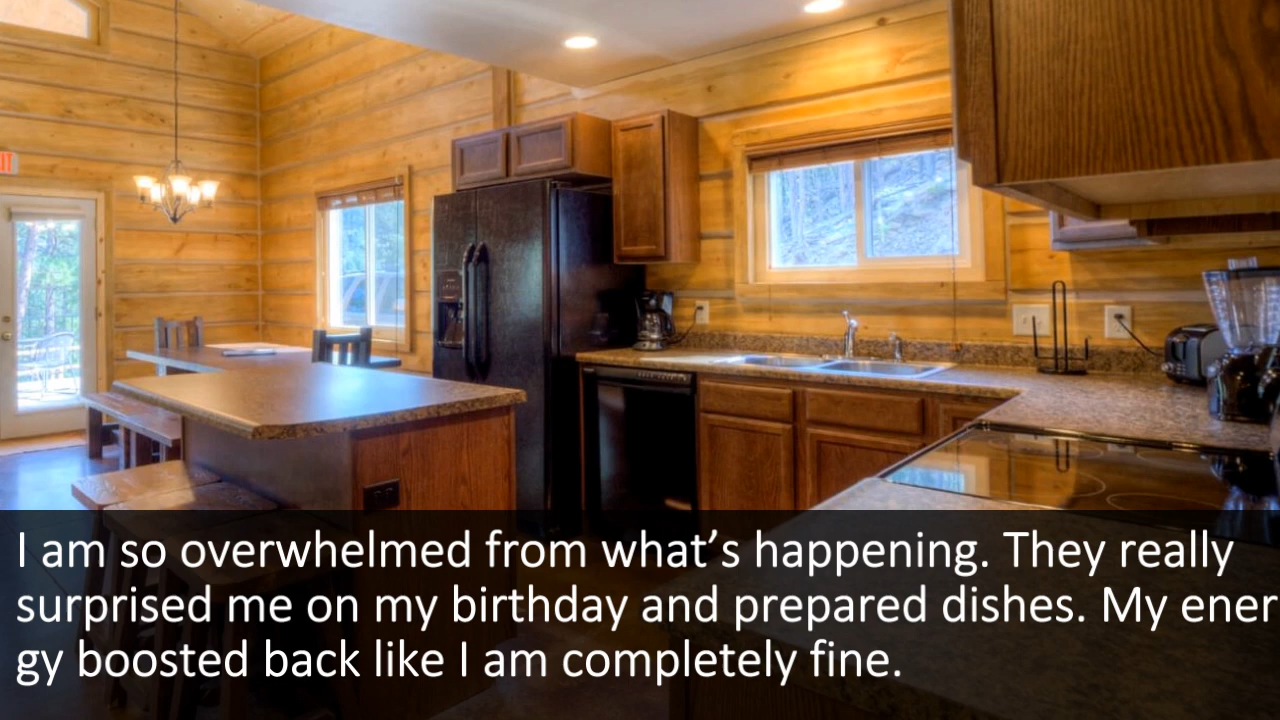 IT
I am so overwhelmed from what’s happening. They really
surprised me on my birthday and prepared dishes. My ener
gy boosted back like I am completely fine.